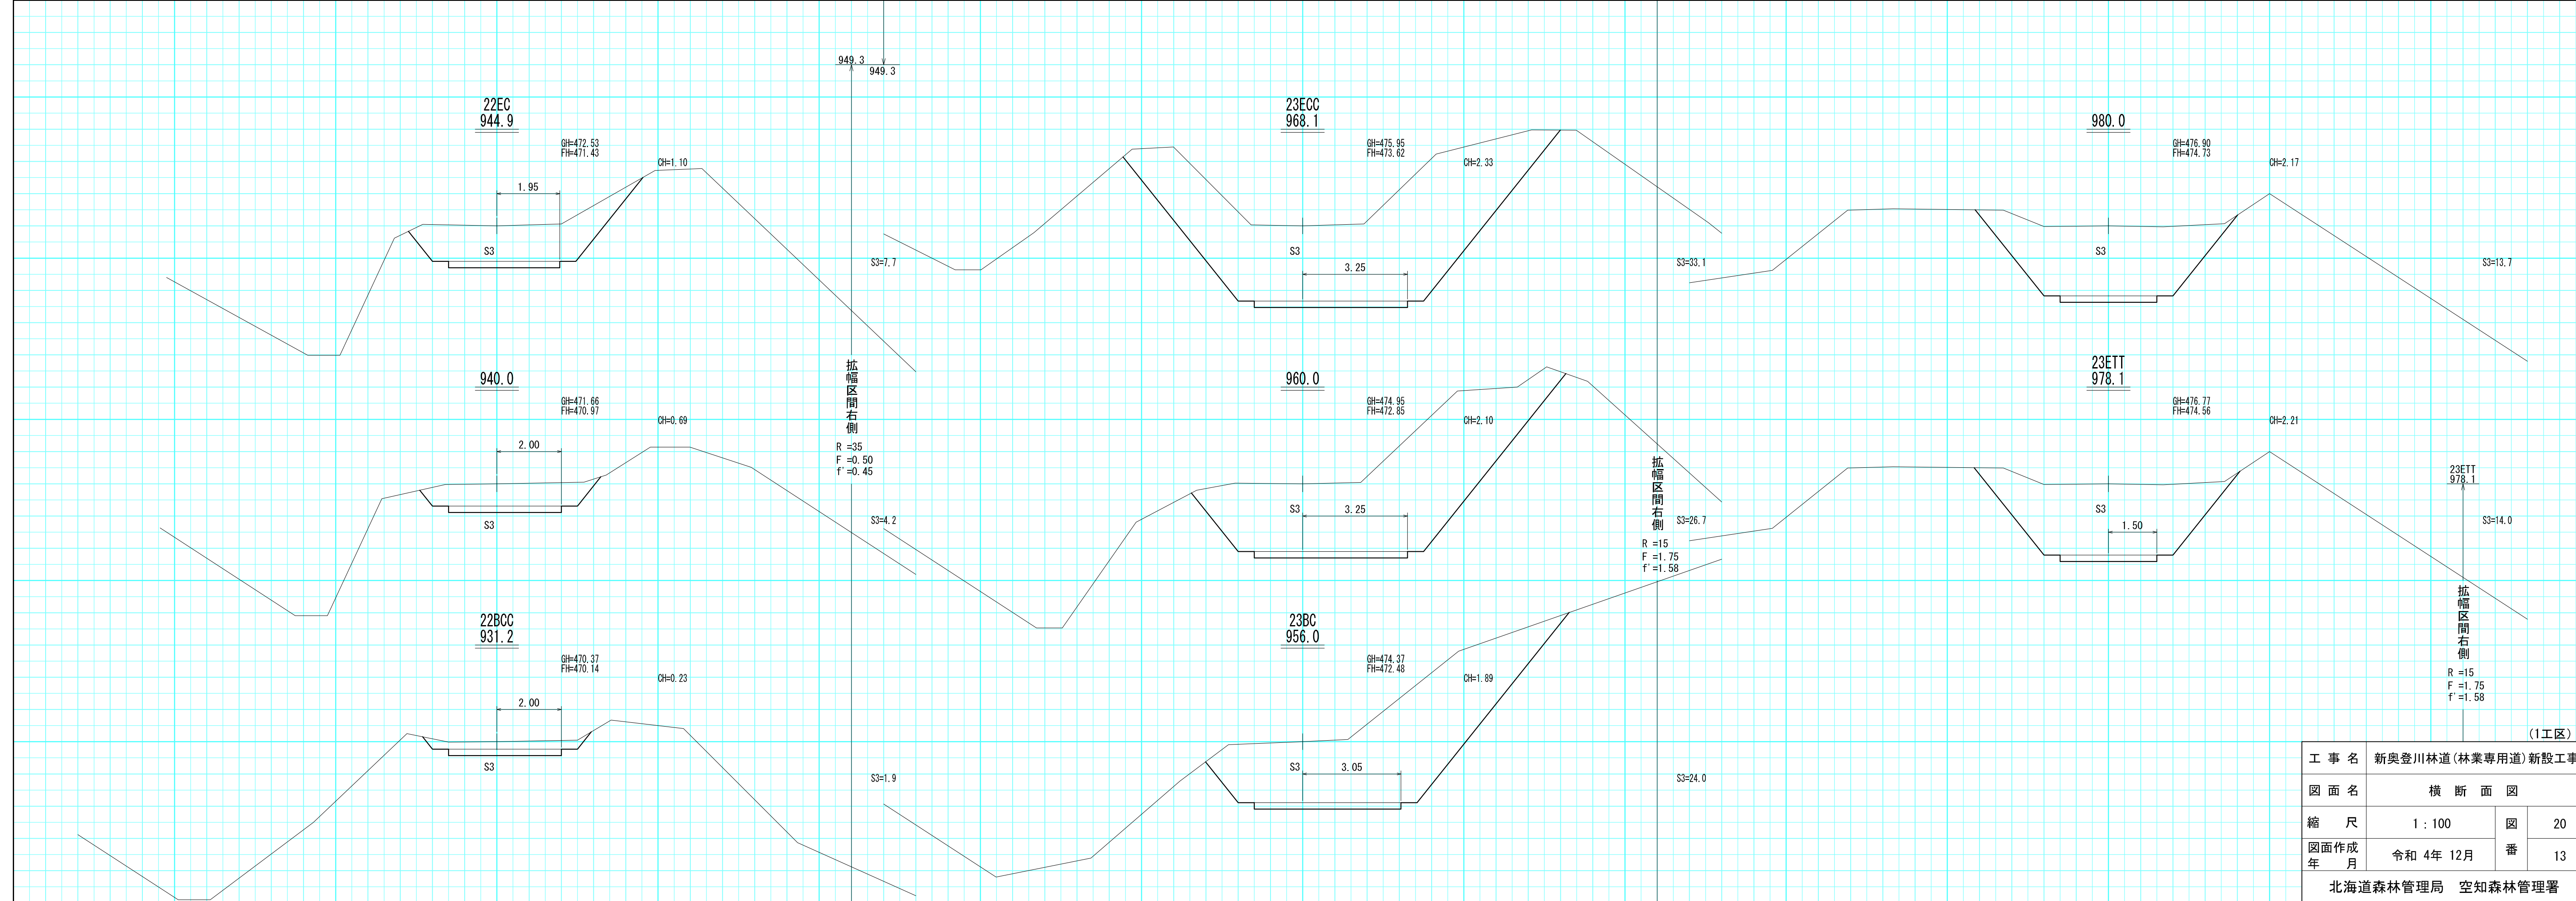 949.3
949.3
22EC
944.9
GH=472.53
FH=471.43
CH=1.10
1.95
S3
S3=7.7
940.0
GH=471.66
FH=470.97
CH=0.69
2.00
S3
S3=4.2
22BCC
931.2
GH=470.37
FH=470.14
CH=0.23
2.00
S3
S3=1.9
拡幅区間右側
R =35
F =0.50
f'=0.45
23ECC
968.1
GH=475.95
FH=473.62
CH=2.33
S3
3.25
S3=33.1
960.0
GH=474.95
FH=472.85
CH=2.10
S3
3.25
S3=26.7
23BC
956.0
GH=474.37
FH=472.48
CH=1.89
S3
3.05
S3=24.0
拡幅区間右側
R =15
F =1.75
f'=1.58
980.0
GH=476.90
FH=474.73
CH=2.17
S3
S3=13.7
23ETT
978.1
GH=476.77
FH=474.56
CH=2.21
S3
1.50
S3=14.0
23ETT
978.1
拡幅区間右側
R =15
F =1.75
f'=1.58
(1工区)
工 事 名 新奥登川林道(林業専用道)新設工事
図 面 名 横 断 面 図
縮 尺 1：100 図 20
図面作成
年 月 令和 4年 12月 番 13
北海道森林管理局 空知森林管理署